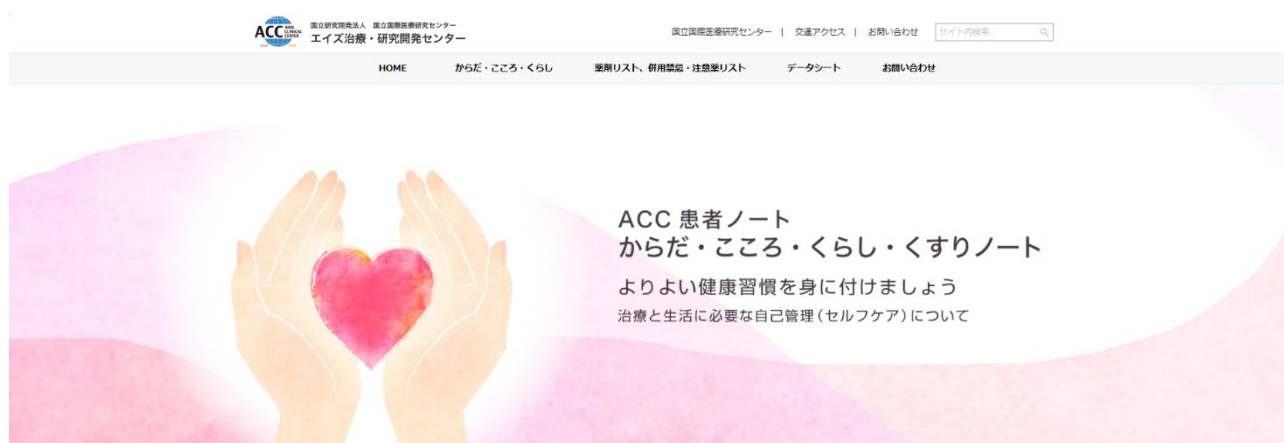 ACC AIDS CLINICAL CENTER
国立研究開発法人 国立国際医療研究センター
エイズ治療・研究開発センター
国立国際医療研究センター | 交通アクセス | お問い合わせ
サイト内検索
HOME からだ・こころ・くらし 薬剤リスト、併用禁忌・注意薬リスト データシート お問い合わせ
ACC 患者ノート
からだ・こころ・くらし・くすりノート
よりよい健康習慣を身に付けましょう
治療と生活に必要な自己管理(セルフケア)について